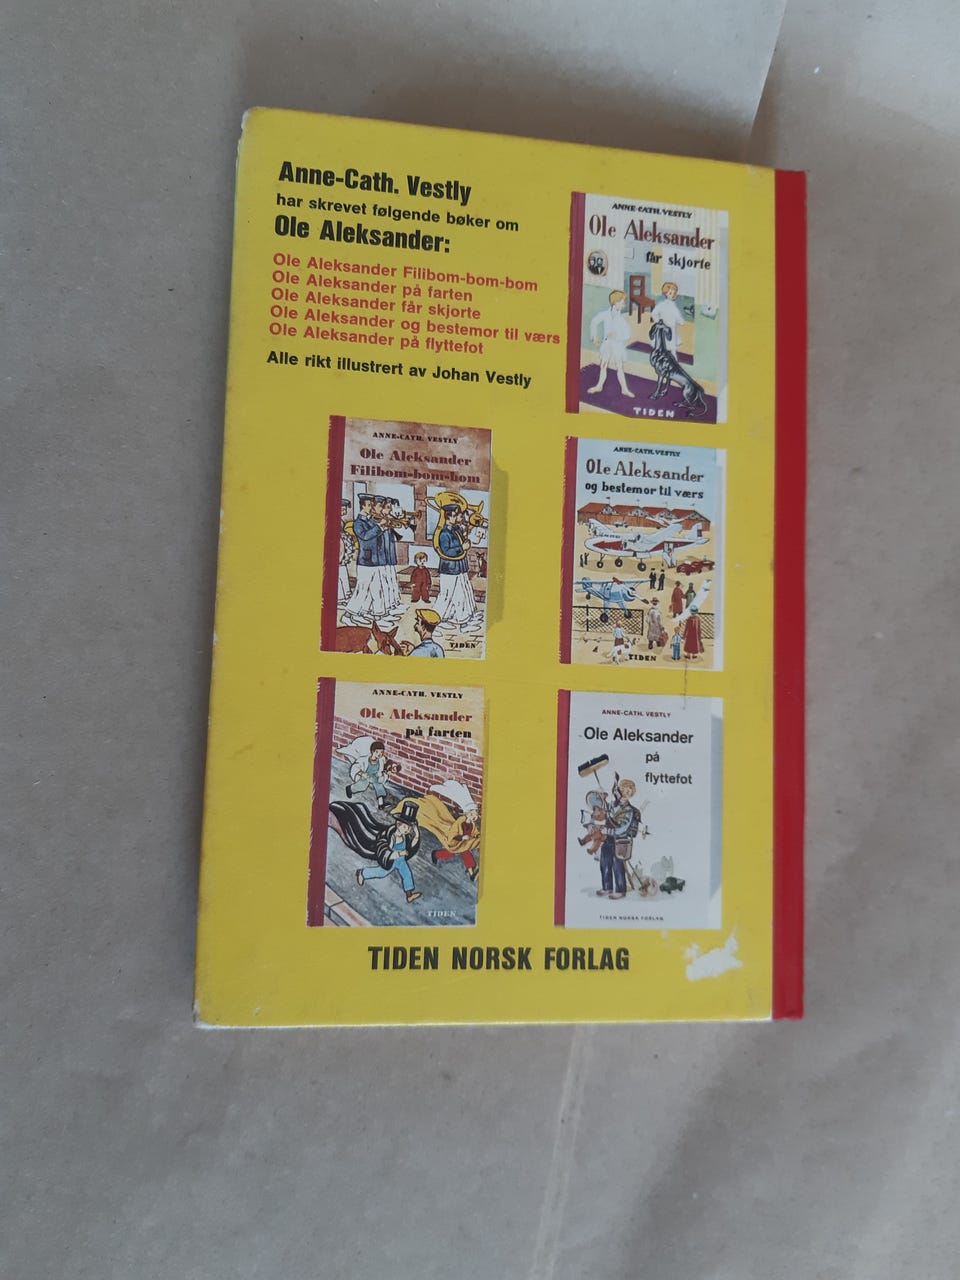 Anne-Cath. Vestly
har skrevet følgende bøker om
Ole Aleksander:
Ole Aleksander Filibom-bom-bom
Ole Aleksander på farten
Ole Aleksander får skjorte
Ole Aleksander og bestemor til værs
Ole Aleksander på flyttefot
Alle rikt illustrert av Johan Vestly
ANNE-CATH. VESTLY
Ole Aleksander
får skjorte
TIDEN
ANNE-CATH. VESTLY
Ole Aleksander
Filibom-bom-bom
TIDEN
ANNE-CATH. VESTLY
Ole Aleksander
og bestemor til værs
TIDEN
ANNE-CATH. VESTLY
Ole Aleksander
på farten
TIDEN
ANNE-CATH. VESTLY
Ole Aleksander
på
flyttefot
TIDEN NORSK FORLAG
TIDEN NORSK FORLAG